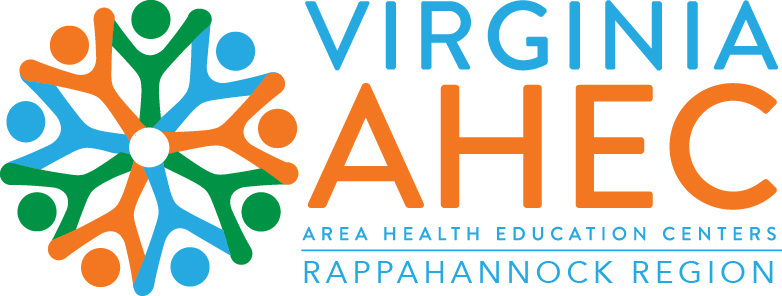 VIRGINIA
AHEC
AREA HEALTH EDUCATION CENTERS
RAPPAHANNOCK REGION